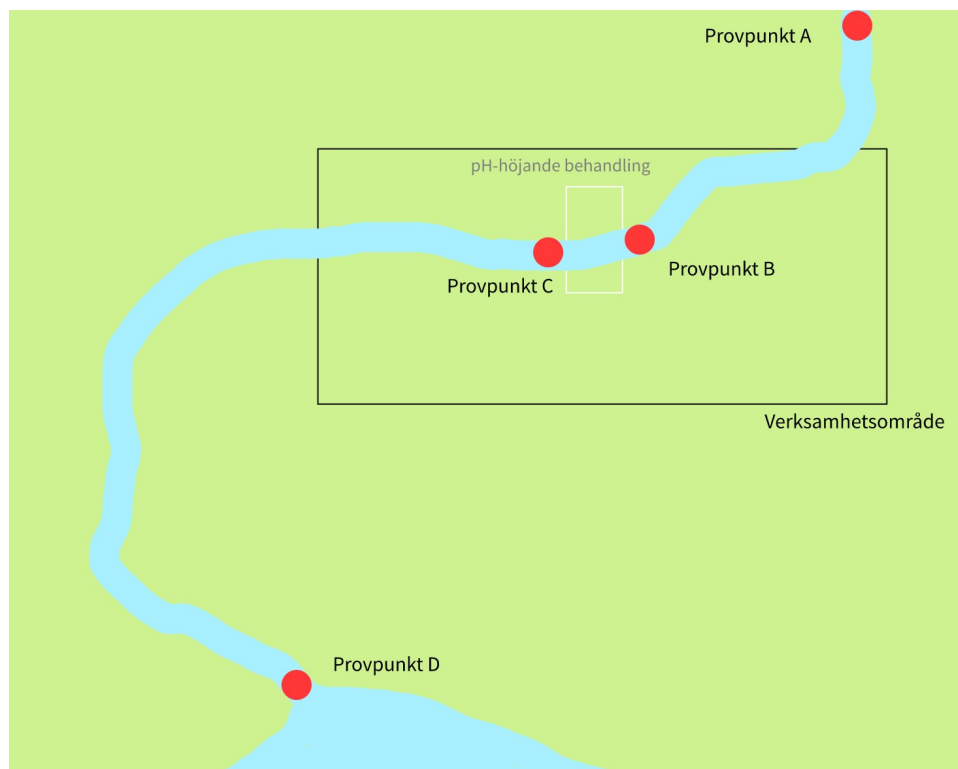 Provpunkt A
pH-höjande behandling
Provpunkt B
Provpunkt C
Verksamhetsområde
Provpunkt D